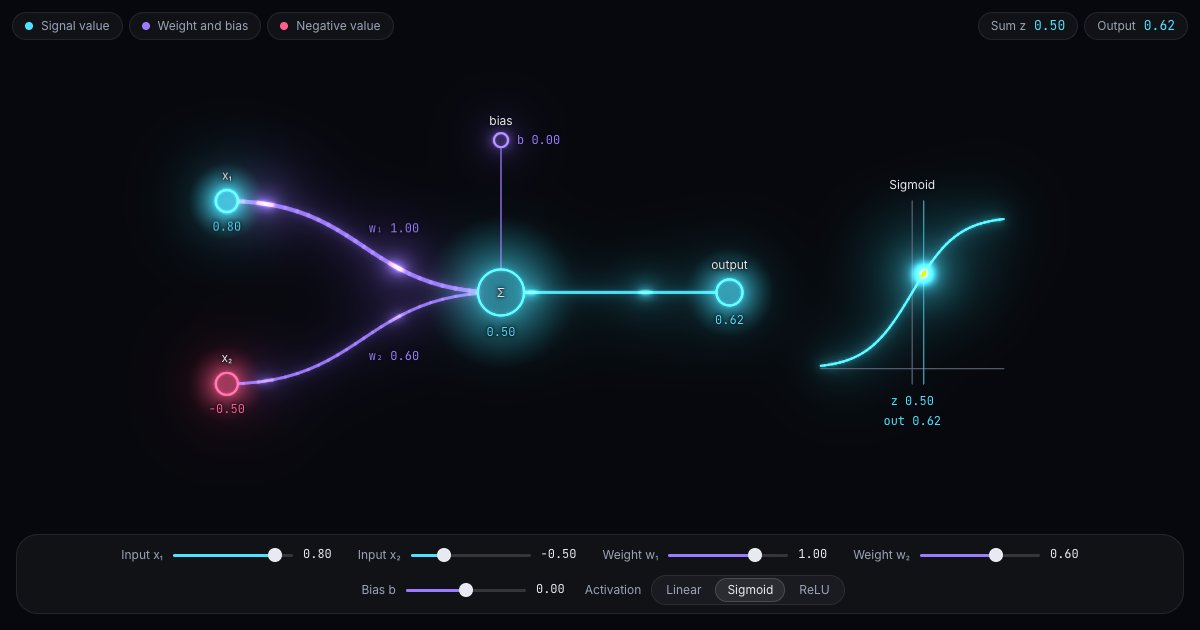 Signal value
Weight and bias
Negative value
Sum z 0.50
Output 0.62
bias
b 0.00
x₁
0.80
w₁ 1.00
Σ
0.50
w₂ 0.60
x₂
-0.50
output
0.62
Sigmoid
z 0.50
out 0.62
Input x₁ 0.80
Input x₂ -0.50
Weight w₁ 1.00
Weight w₂ 0.60
Bias b 0.00
Activation Linear Sigmoid ReLU